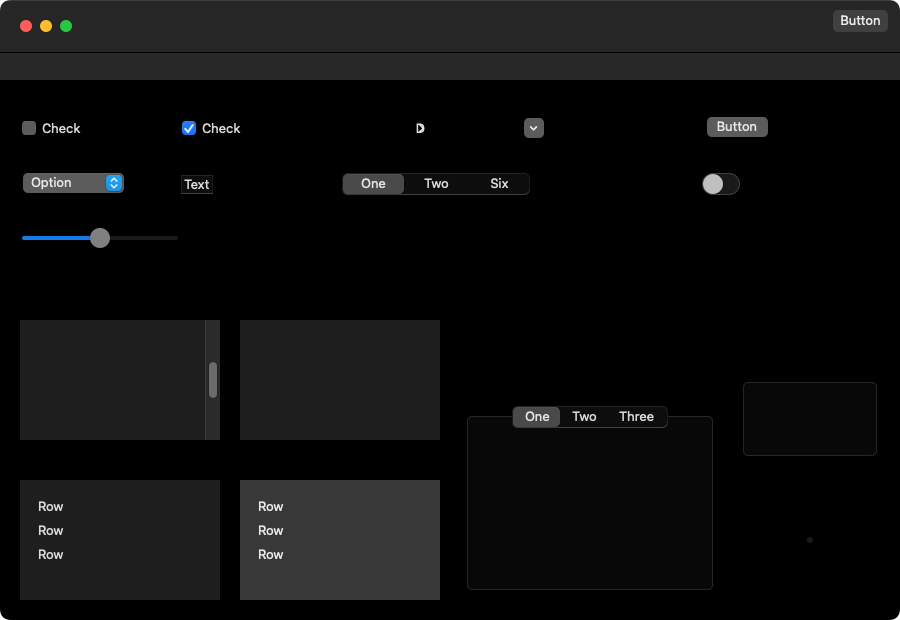 Button
Check
Check
Button
Option
Text
One
Two
Six
One
Two
Three
Row
Row
Row
Row
Row
Row